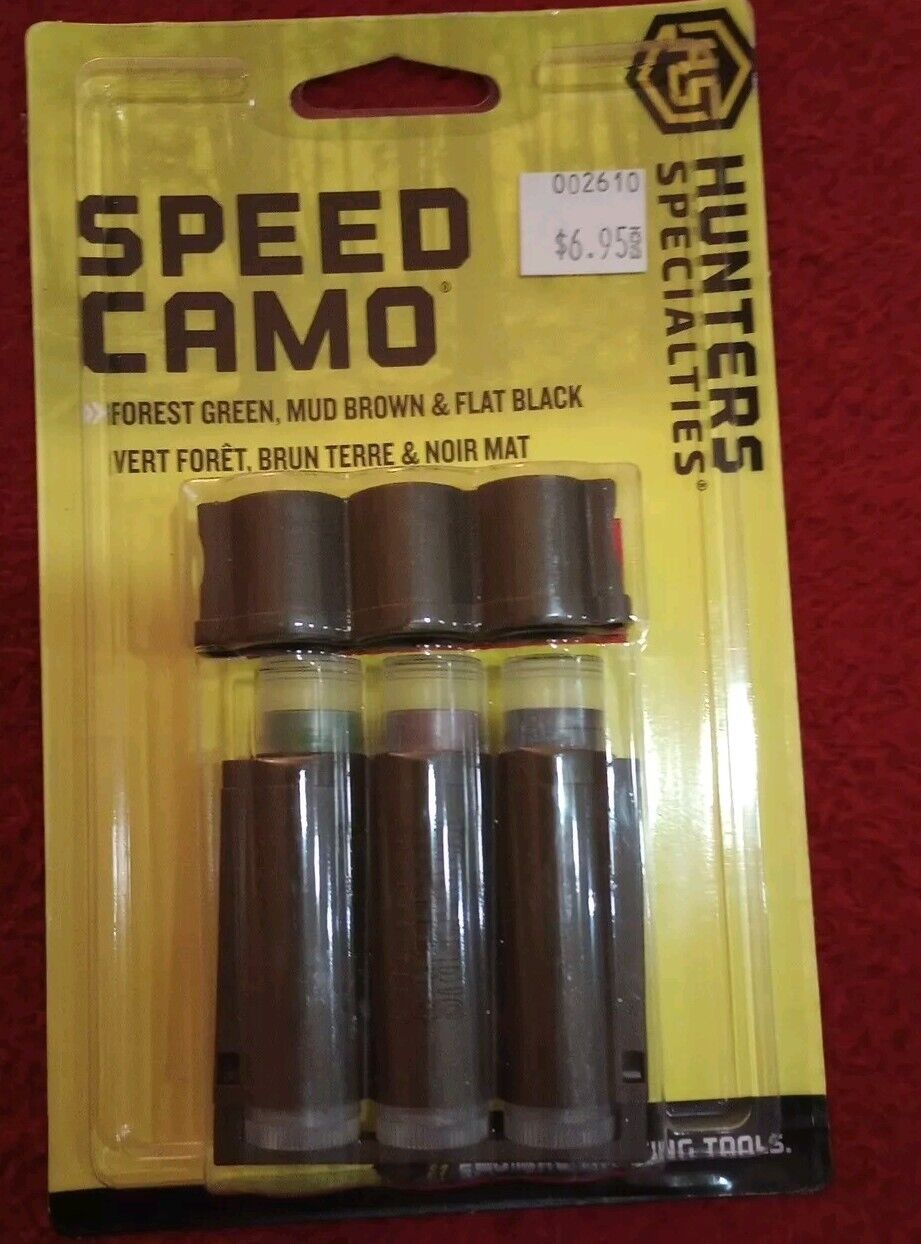 HS
HUNTERS
SPECIALTIES®
002610
$6.95
SPEED
CAMO®
FOREST GREEN, MUD BROWN & FLAT BLACK
VERT FORÊT, BRUN TERRE & NOIR MAT
TOOLS.